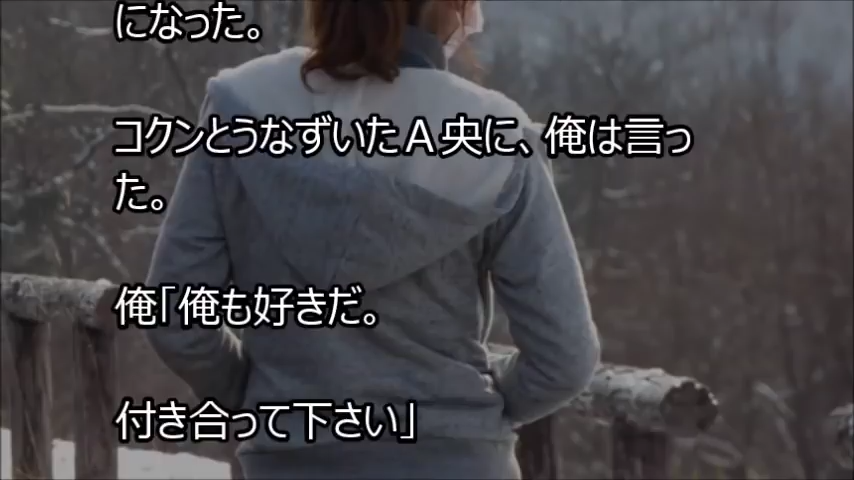 になった。
コクンとうなずいたＡ央に、俺は言っ
た。
俺「俺も好きだ。
付き合って下さい」